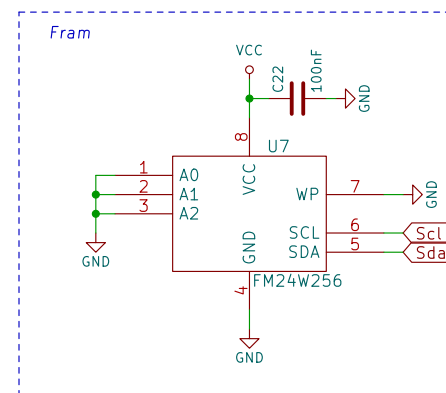 Fram
VCC
C22
100nF
GND
8
U7
1
A0
VCC
2
A1
WP
7
GND
3
A2
SCL
6
Scl
GND
GND
SDA
5
Sda
4
FM24W256
GND